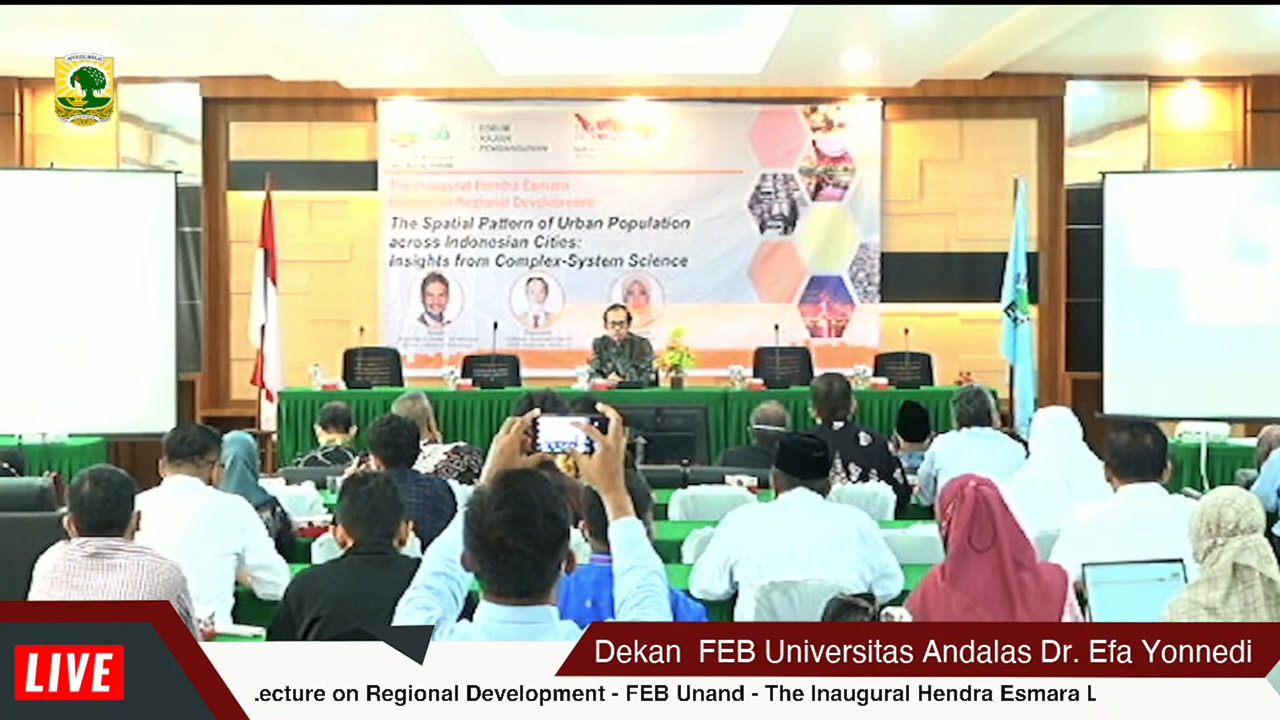 FORUM
KAJIAN
PEMBANGUNAN
The Inaugural Hendra Esmara
Regional Development
The Spatial Pattern of Urban Population
across Indonesian Cities:
Insights from Complex-System Science
Dekan FEB Universitas Andalas Dr. Efa Yonnedi
LIVE
.ecture on Regional Development - FEB Unand - The Inaugural Hendra Esmara L